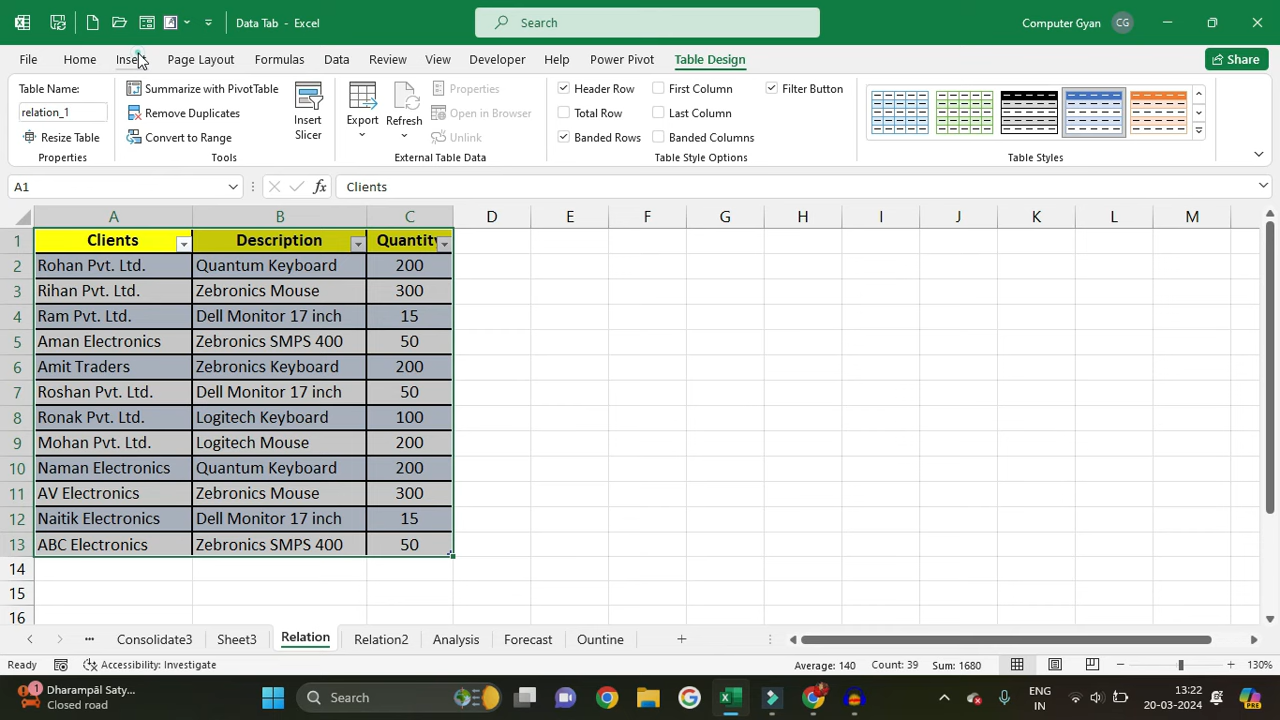 Data Tab - Excel
Search
Computer Gyan
CG
File
Home
Insert
Page Layout
Formulas
Data
Review
View
Developer
Help
Power Pivot
Table Design
Share
Table Name:
relation_1
Resize Table
Properties
Summarize with PivotTable
Remove Duplicates
Convert to Range
Tools
Insert
Slicer
Export
Refresh
Properties
Open in Browser
Unlink
External Table Data
Header Row
Total Row
Banded Rows
First Column
Last Column
Banded Columns
Filter Button
Table Style Options
Table Styles
A1
fx
Clients
A B C D E F G H I J K L M
1 Clients Description Quantity
2 Rohan Pvt. Ltd. Quantum Keyboard 200
3 Rihan Pvt. Ltd. Zebronics Mouse 300
4 Ram Pvt. Ltd. Dell Monitor 17 inch 15
5 Aman Electronics Zebronics SMPS 400 50
6 Amit Traders Zebronics Keyboard 200
7 Roshan Pvt. Ltd. Dell Monitor 17 inch 50
8 Ronak Pvt. Ltd. Logitech Keyboard 100
9 Mohan Pvt. Ltd. Logitech Mouse 200
10 Naman Electronics Quantum Keyboard 200
11 AV Electronics Zebronics Mouse 300
12 Naitik Electronics Dell Monitor 17 inch 15
13 ABC Electronics Zebronics SMPS 400 50
14
15
16
... Consolidate3 Sheet3 Relation Relation2 Analysis Forecast Ountine
Ready
Accessibility: Investigate
Average: 140 Count: 39 Sum: 1680
130%
1
Dharampāl Saty...
Closed road
Search
ENG
IN
13:22
20-03-2024
PRE